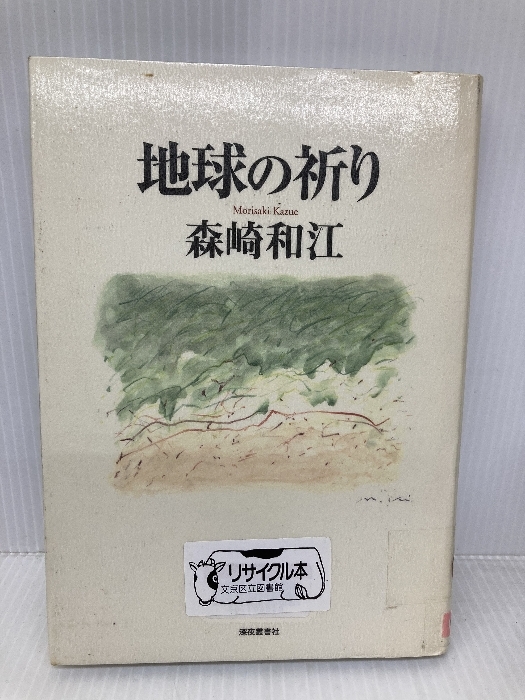 地球の祈り
Morisaki Kazue
森崎和江
リサイクル本
文京区立図書館
深夜叢書社